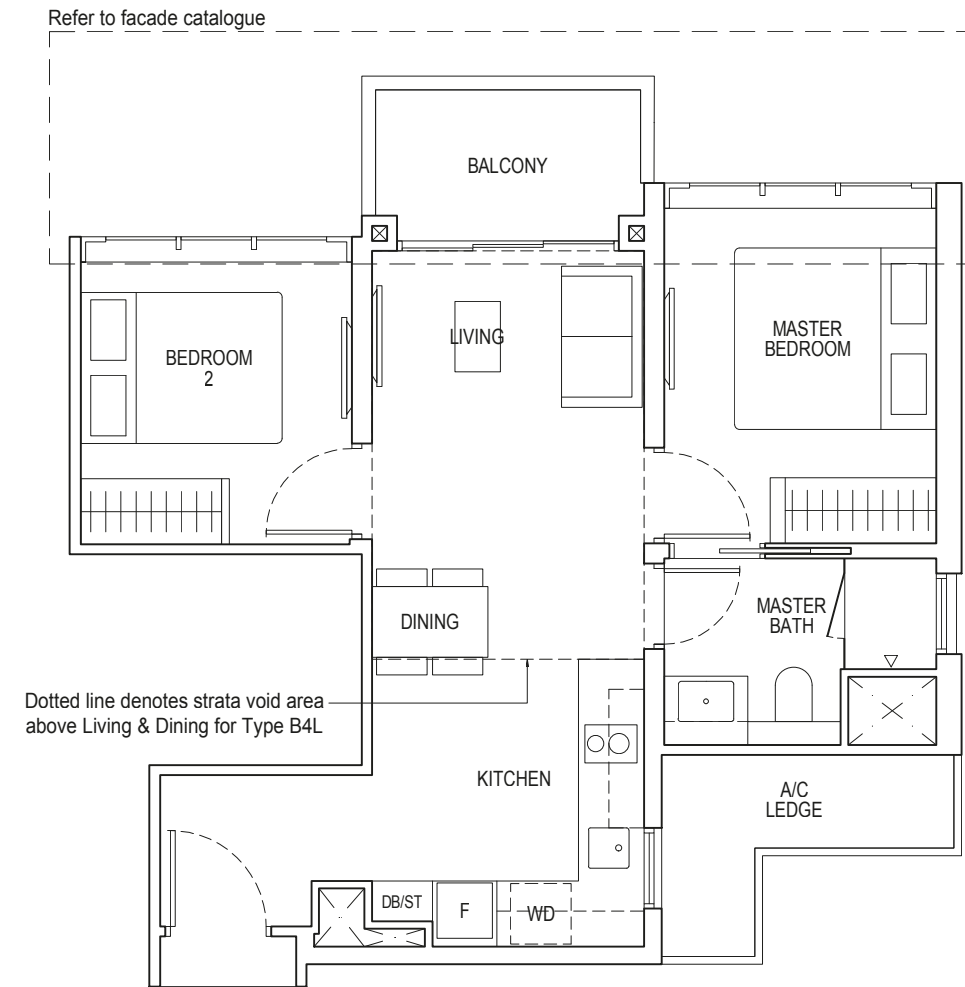 Refer to facade catalogue
BALCONY
LIVING
MASTER
BEDROOM
BEDROOM
2
DINING
MASTER
BATH
Dotted line denotes strata void area
above Living & Dining for Type B4L
KITCHEN
A/C
LEDGE
DB/ST
F
WD